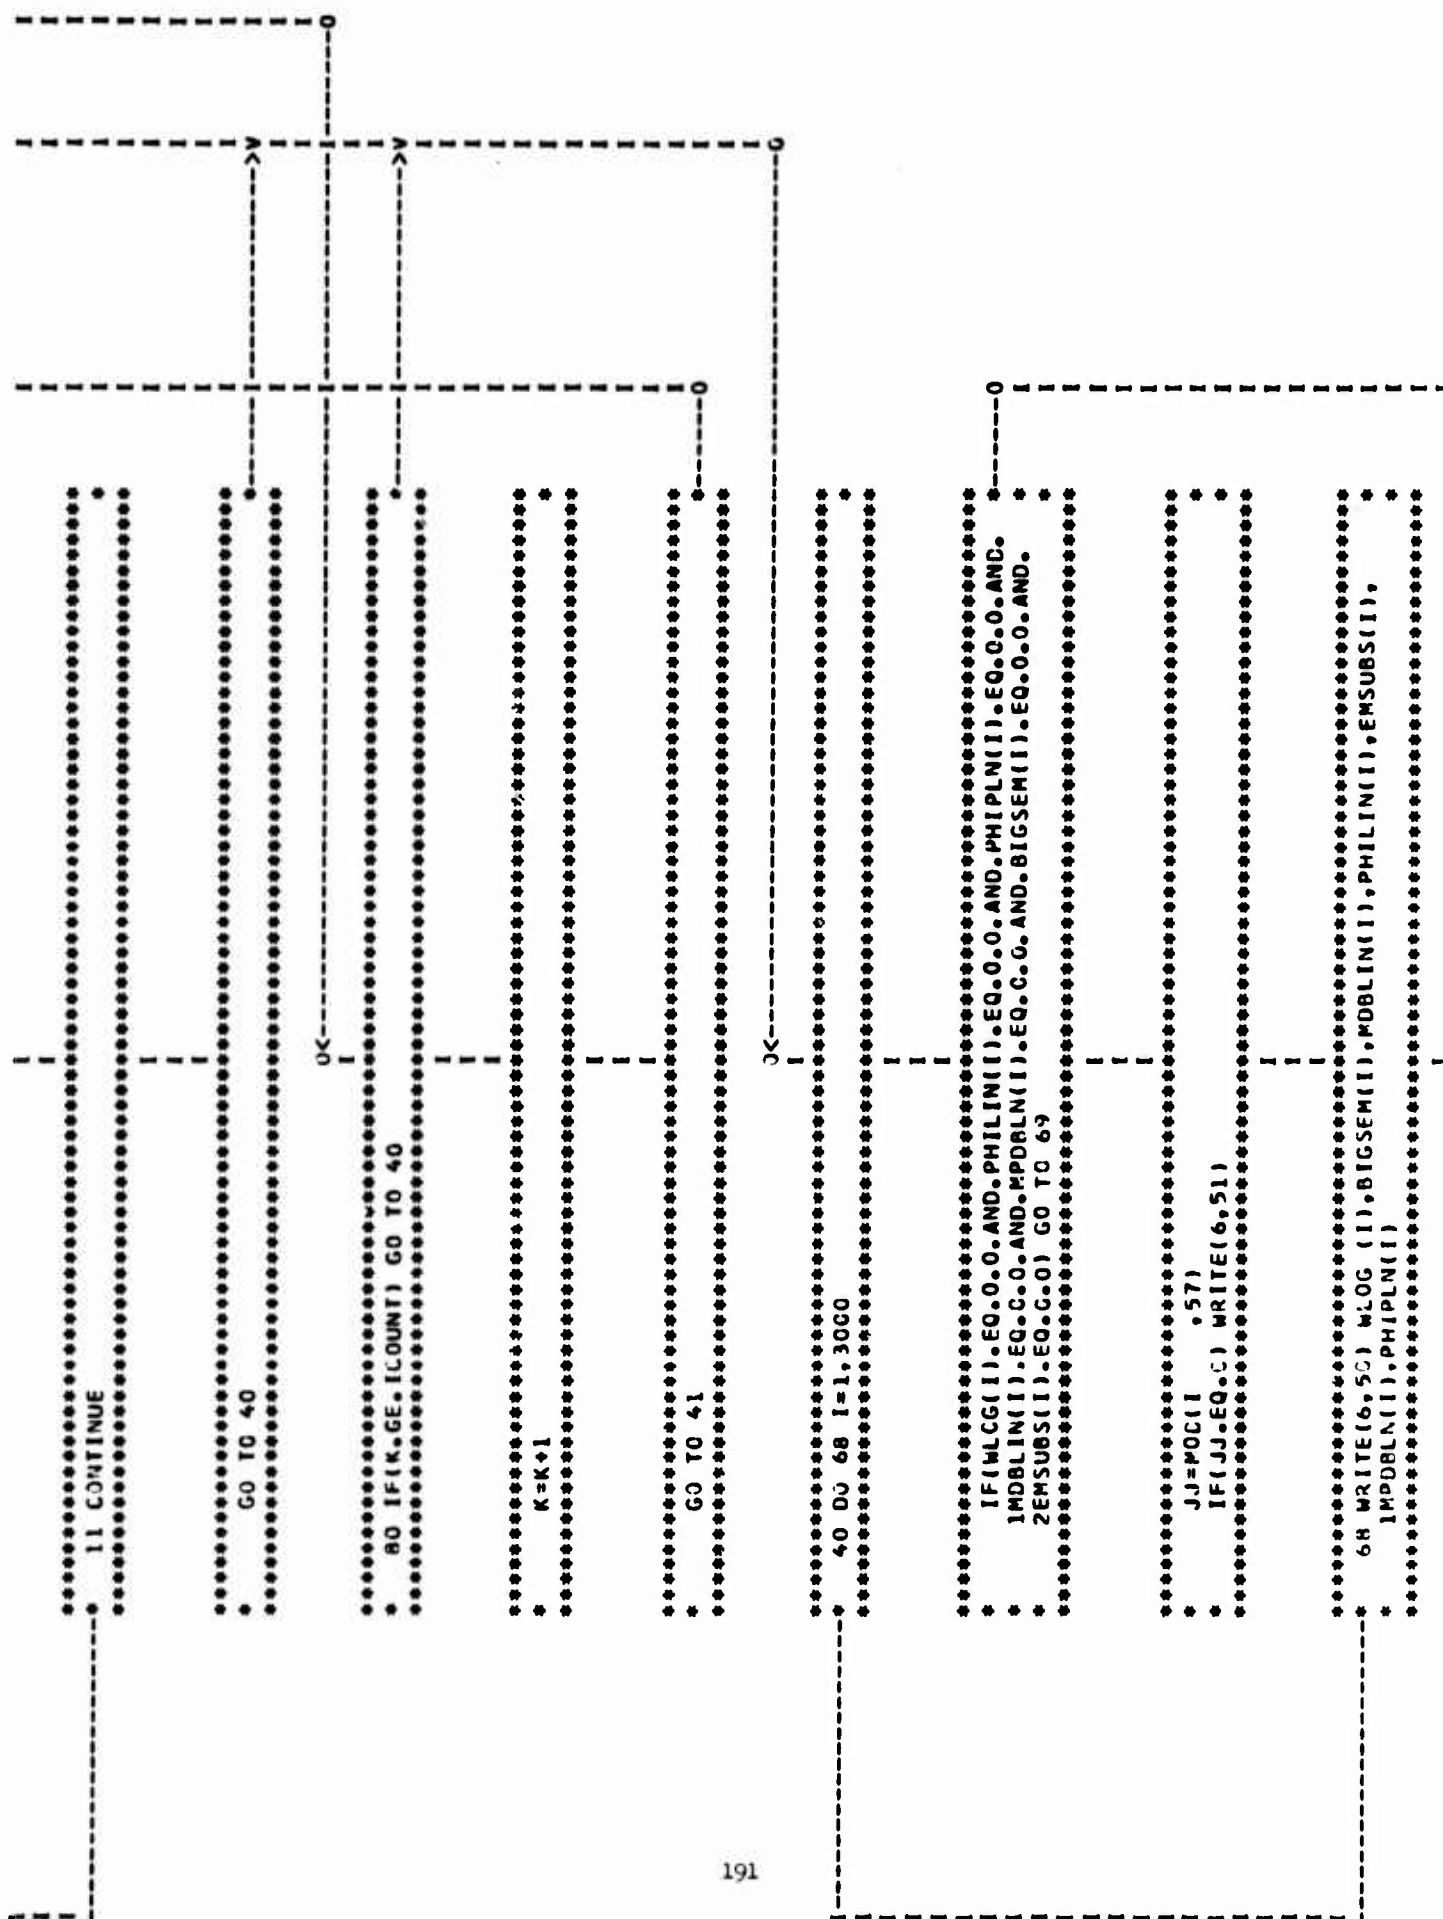 11 CONTINUE
GO TO 40
80 IF(K.GE.ICOUNT) GO TO 40
K=K+1
GO TO 41
40 DO 68 I=1,3000
IF(WLCG(I).EQ.0.0.AND.PHILIN(I).EQ.0.0.AND.PHIPLN(I).EQ.0.0.AND.
1MDBLIN(I).EQ.C.0.AND.MPDBLN(I).EQ.C.0.AND.BIGSEM(I).EQ.0.0.AND.
2EMSUBS(I).EQ.0.0) GO TO 69
JJ=MOD(I ,57)
IF(JJ.EQ.0) WRITE(6,51)
68 WRITE(6,50) WLOG (I),BIGSEM(I),MDBLIN(I),PHILIN(I),EMSUBS(I),
1MPDBLN(I),PHIPLN(I)
191